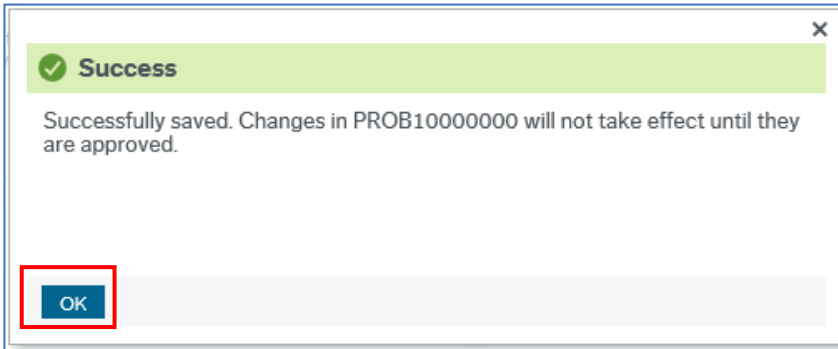 Success
Successfully saved. Changes in PROB10000000 will not take effect until they
are approved.
OK